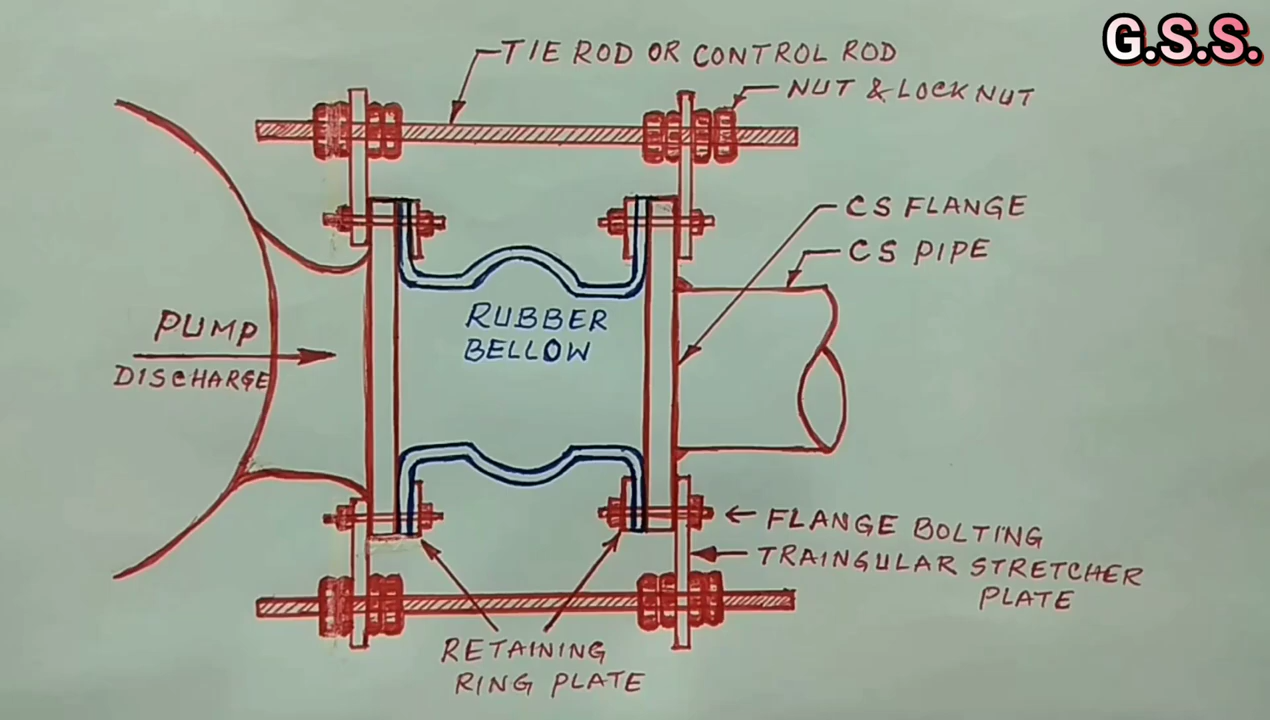 G.S.S.
TIE ROD OR CONTROL ROD
NUT & LOCK NUT
CS FLANGE
CS PIPE
RUBBER
BELLOW
PUMP
DISCHARGE
FLANGE BOLTING
TRAINGULAR STRETCHER
PLATE
RETAINING
RING PLATE